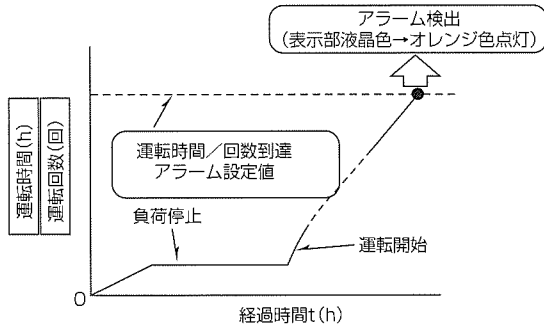 アラーム検出
(表示部液晶色→オレンジ色点灯)
運転時間(h)
運転回数(回)
運転時間/回数到達
アラーム設定値
負荷停止
運転開始
0
経過時間t(h)